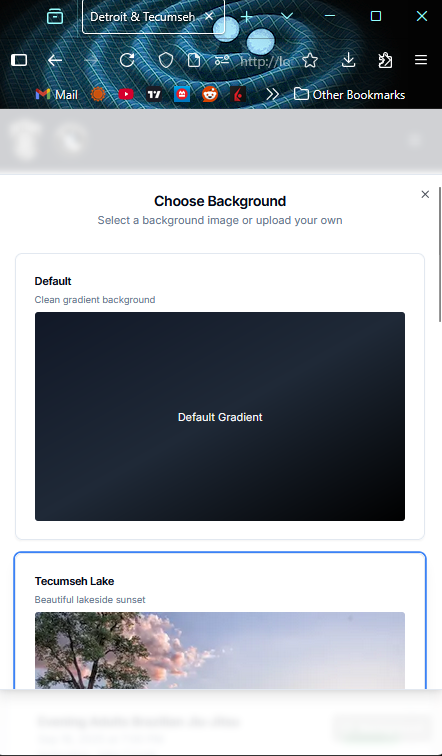 Detroit & Tecumseh
http://lo
Mail
Other Bookmarks
Choose Background
Select a background image or upload your own
Default
Clean gradient background
Default Gradient
Tecumseh Lake
Beautiful lakeside sunset